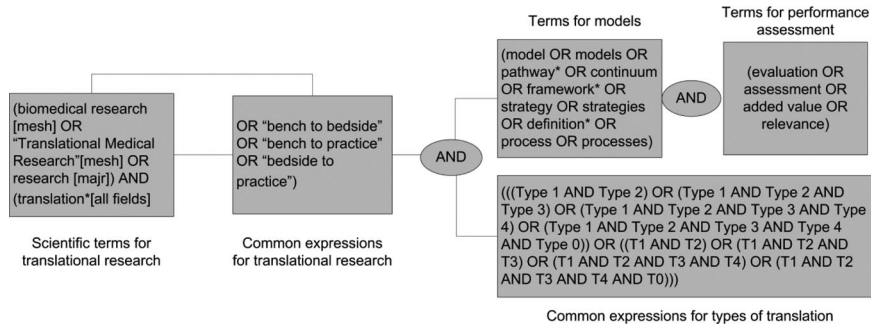 (biomedical research
[mesh] OR
“Translational Medical
Research”[mesh] OR
research [majr]) AND
(translation*[all fields]
Scientific terms for
translational research
OR “bench to bedside”
OR “bench to practice”
OR “bedside to
practice”)
Common expressions
for translational research
AND
Terms for models
(model OR models OR
pathway* OR continuum
OR framework* OR
strategy OR strategies
OR definition* OR
process OR processes)
AND
Terms for performance
assessment
(evaluation OR
assessment OR
added value OR
relevance)
(((Type 1 AND Type 2) OR (Type 1 AND Type 2 AND
Type 3) OR (Type 1 AND Type 2 AND Type 3 AND Type
4) OR (Type 1 AND Type 2 AND Type 3 AND Type 4
AND Type 0)) OR ((T1 AND T2) OR (T1 AND T2 AND
T3) OR (T1 AND T2 AND T3 AND T4) OR (T1 AND T2
AND T3 AND T4 AND T0)))
Common expressions for types of translation